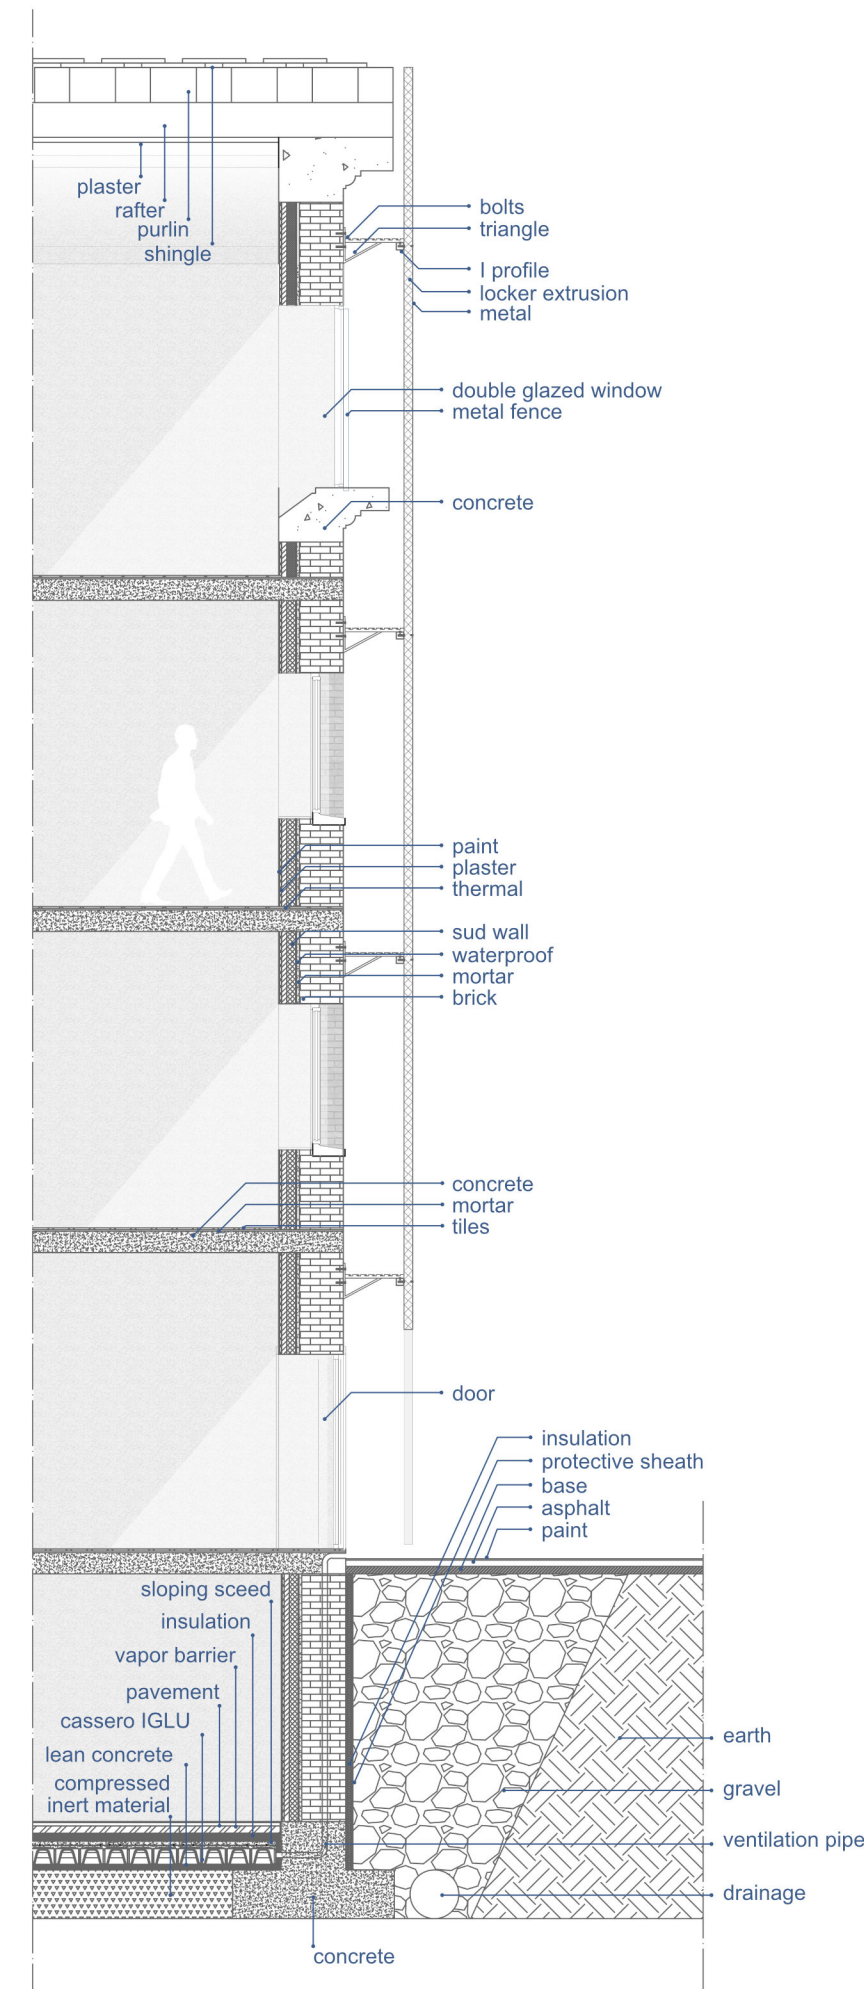 plaster
rafter
purlin
shingle
bolts
triangle
I profile
locker extrusion
metal
double glazed window
metal fence
concrete
paint
plaster
thermal
sud wall
waterproof
mortar
brick
concrete
mortar
tiles
door
insulation
protective sheath
base
asphalt
paint
sloping sceed
insulation
vapor barrier
pavement
cassero IGLU
lean concrete
compressed
inert material
earth
gravel
ventilation pipe
drainage
concrete